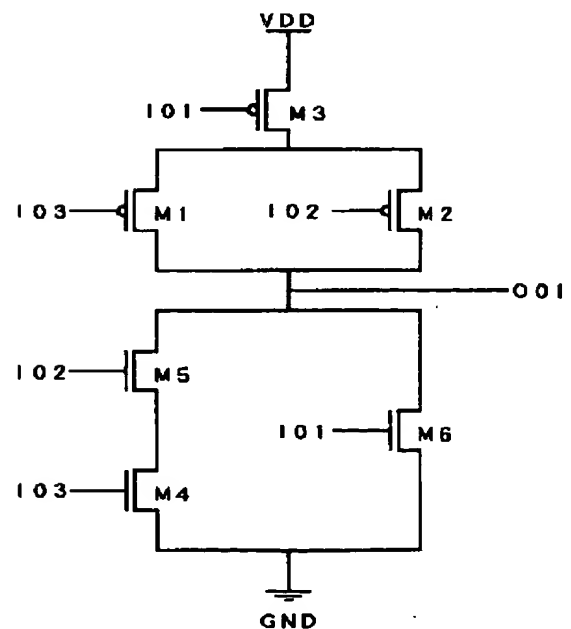 VDD
I01 M3
I03 M1 I02 M2
O01
I02 M5
I01 M6
I03 M4
GND